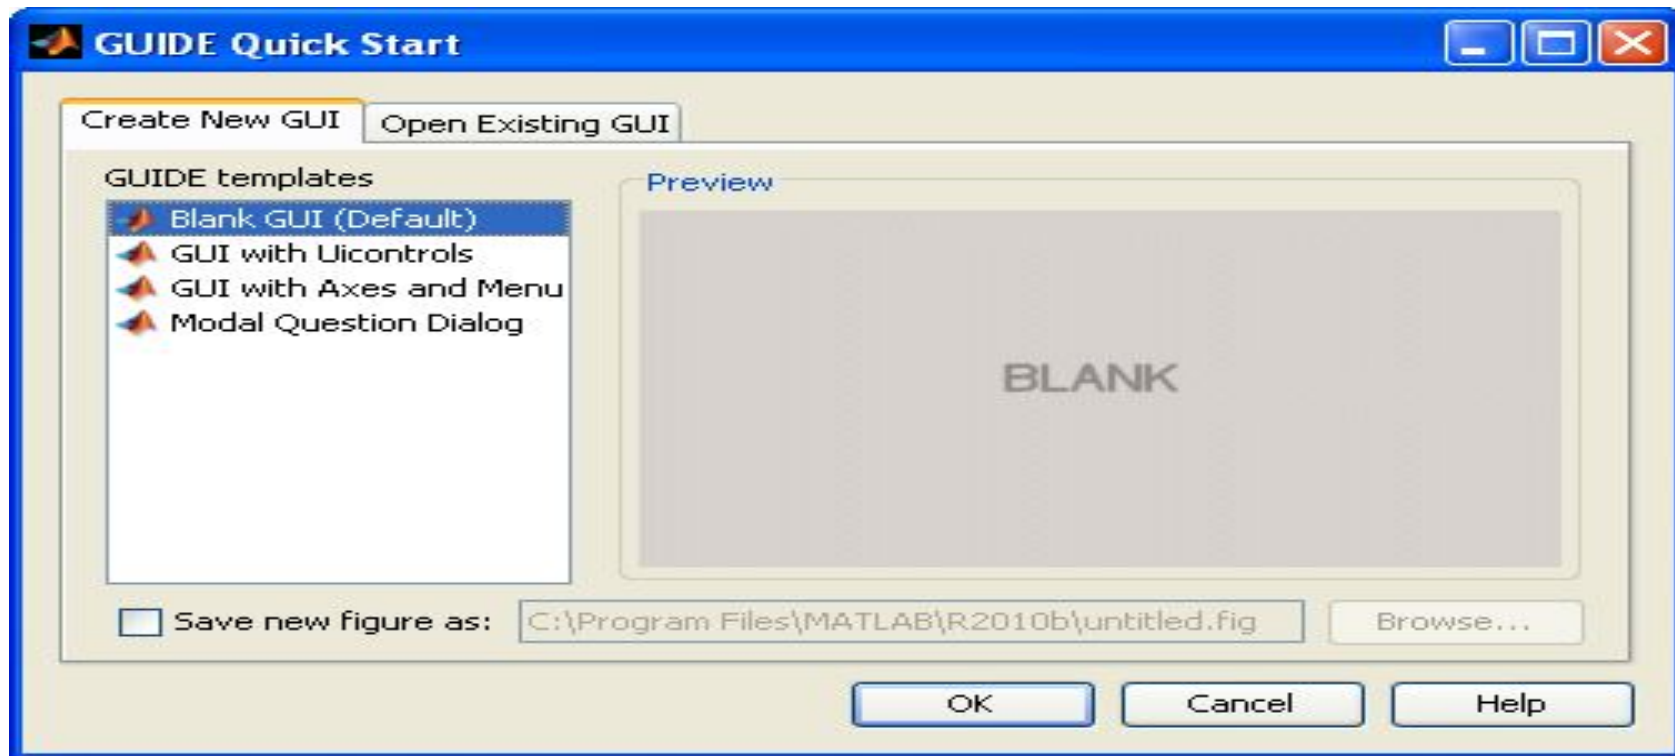 GUIDE Quick Start
Create New GUI
Open Existing GUI
GUIDE templates
Blank GUI (Default)
GUI with Uicontrols
GUI with Axes and Menu
Modal Question Dialog
Preview
BLANK
Save new figure as:
C:\Program Files\MATLAB\R2010b\untitled.fig
Browse...
OK
Cancel
Help